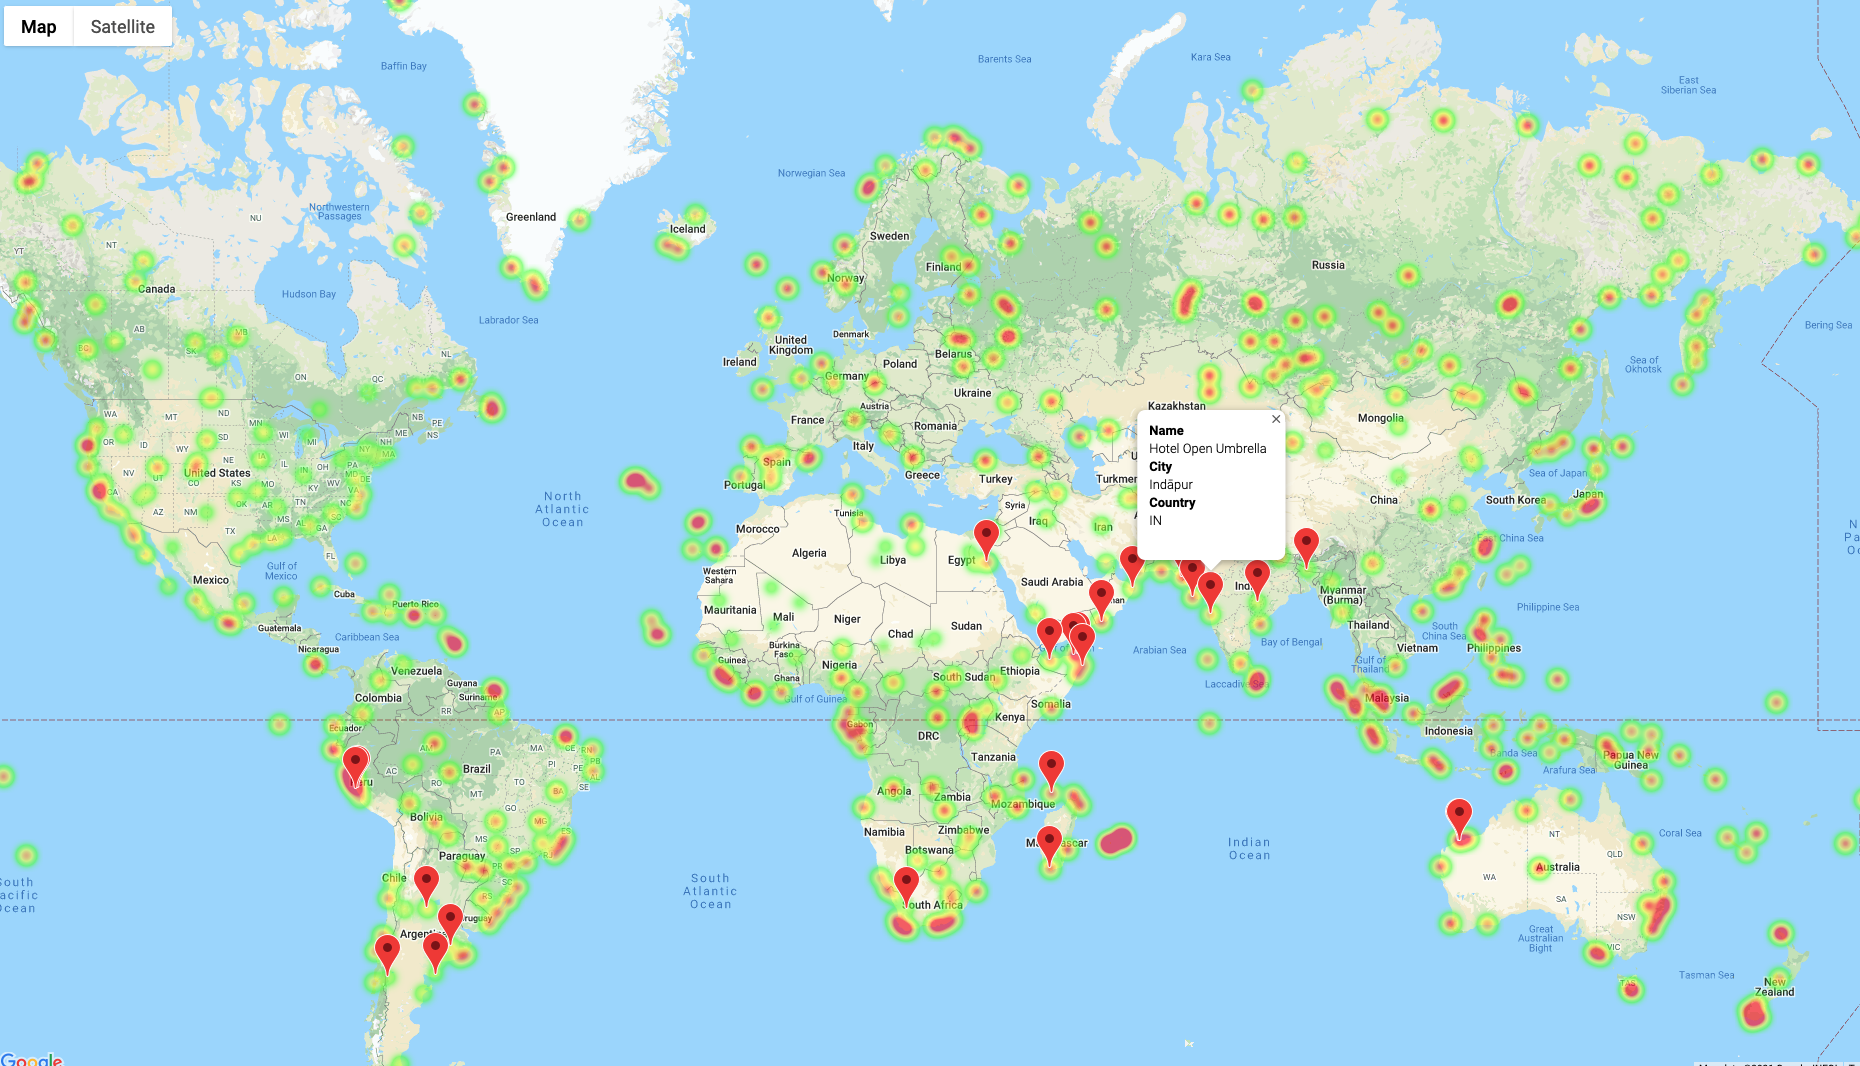 Map
Satellite
Baffin Bay
Barents Sea
Kara Sea
East
Siberian Sea
Norwegian Sea
Northwestern
Passages
NU
Greenland
Iceland
Sweden
YT
NT
Finland
Russia
Norway
Canada
Hudson Bay
Labrador Sea
Bering Sea
AB
MB
BC
SK
Denmark
United
Kingdom
Ireland
Belarus
Poland
NL
ON
QC
Germany
Sea of
Okhotsk
Ukraine
Austria
Kazakhstan
WA
MT
ND
NB
PE
NS
France
Romania
Mongolia
OR
ID
SD
WI
MI
NH
ME
Italy
WY
IA
NY
MA
Spain
Greece
Sea of Japan
United States
NV
UT
CO
KS
MO
IL
IN
OH
PA
MD
DE
WV
KY
VA
NC
Portugal
Turkey
China
South Korea
Japan
CA
AZ
NM
OK
AR
TN
MS
AL
SC
GA
North
Atlantic
Ocean
Tunisia
Syria
Iraq
Iran
Morocco
TX
LA
FL
East China Sea
Algeria
Libya
Egypt
Gulf of
Mexico
Western
Sahara
Saudi Arabia
Mexico
Cuba
Puerto Rico
Myanmar
(Burma)
Mauritania
Mali
Niger
Chad
Sudan
Philippine Sea
Guatemala
Caribbean Sea
Nicaragua
Thailand
South
China Sea
Burkina
Faso
Bay of Bengal
Arabian Sea
Vietnam
Philippines
Guinea
Nigeria
Ghana
Ethiopia
South Sudan
Gulf of
Thailand
Venezuela
Guyana
Suriname
Colombia
Gulf of Guinea
Laccadive Sea
Malaysia
RR
AP
Somalia
Ecuador
Gabon
Kenya
DRC
Indonesia
AM
PA
MA
CE
RN
PB
PE
AL
SE
PI
Tanzania
Banda Sea
Papua New
Guinea
Arafura Sea
AC
Brazil
RO
TO
MT
BA
Angola
Zambia
Mozambique
Bolivia
GO
MG
ES
MS
SP
RJ
Namibia
Zimbabwe
Botswana
NT
Coral Sea
QLD
Indian
Ocean
Paraguay
PR
SC
RS
Chile
South
Atlantic
Ocean
South Africa
Australia
WA
SA
NSW
Great
Australian
Bight
VIC
Tasman Sea
TAS
New
Zealand
Name
Hotel Open Umbrella
City
Indāpur
Country
IN
Google